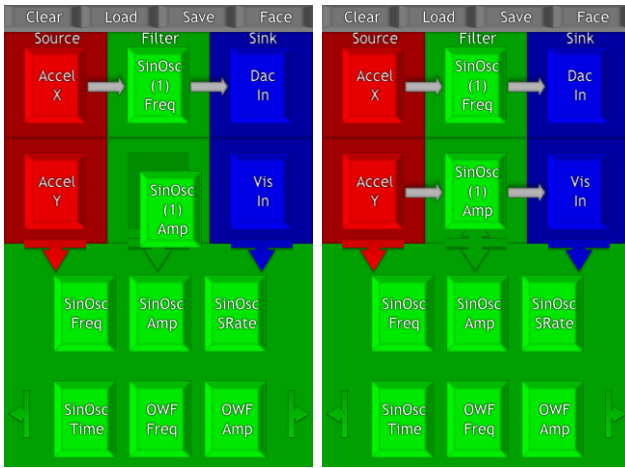 Clear Load Save Face
Source Filter Sink
Accel
X
SinOsc
(1)
Freq
Dac
In
Accel
Y
SinOsc
(1)
Amp
Vis
In
SinOsc
Freq
SinOsc
Amp
SinOsc
SRate
SinOsc
Time
OWF
Freq
OWF
Amp
Clear Load Save Face
Source Filter Sink
Accel
X
SinOsc
(1)
Freq
Dac
In
Accel
Y
SinOsc
(1)
Amp
Vis
In
SinOsc
Freq
SinOsc
Amp
SinOsc
SRate
SinOsc
Time
OWF
Freq
OWF
Amp